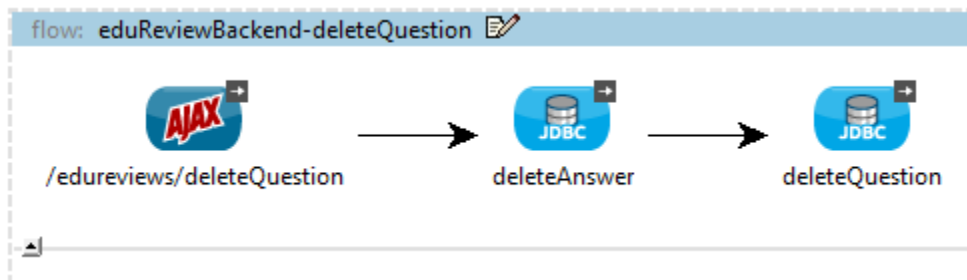 flow: eduReviewBackend-deleteQuestion
AJAX
JDBC
JDBC
/edureviews/deleteQuestion
deleteAnswer
deleteQuestion